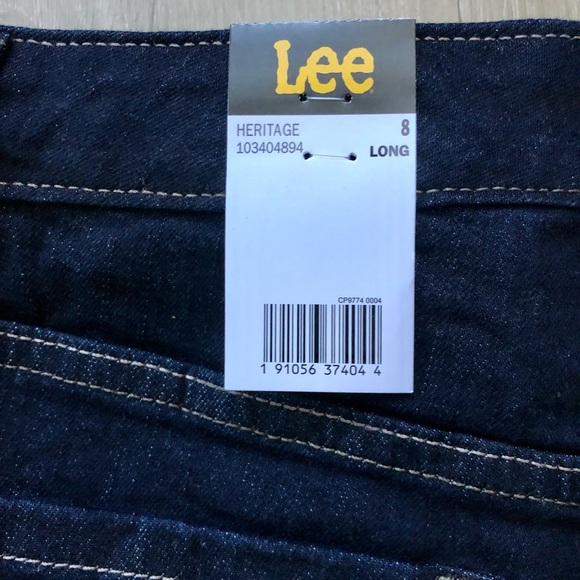 Lee
HERITAGE 8
103404894 LONG
CP9774 0004
1 91056 37404 4